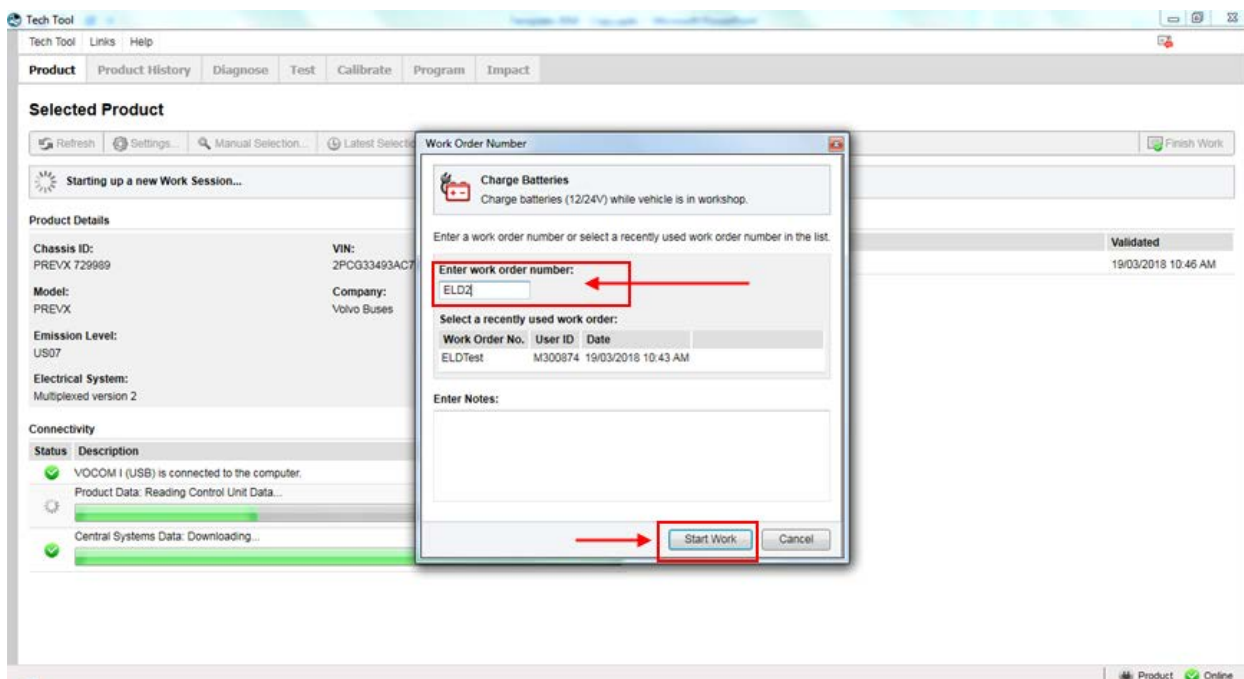 Tech Tool
Tech Tool Links Help
Product Product History Diagnose Test Calibrate Program Impact
Selected Product
Refresh Settings... Manual Selection... Latest Selectio Finish Work
Starting up a new Work Session...
Product Details
Chassis ID:
PREVX 729989
VIN:
2PCG33493AC7
Validated
19/03/2018 10:46 AM
Model:
PREVX
Company:
Volvo Buses
Emission Level:
US07
Electrical System:
Multiplexed version 2
Connectivity
Status Description
VOCOM I (USB) is connected to the computer.
Product Data: Reading Control Unit Data...
Central Systems Data: Downloading...
Work Order Number
Charge Batteries
Charge batteries (12/24V) while vehicle is in workshop.
Enter a work order number or select a recently used work order number in the list.
Enter work order number:
ELD2
Select a recently used work order:
Work Order No. User ID Date
ELDTest M300874 19/03/2018 10:43 AM
Enter Notes:
Start Work Cancel
Product Online